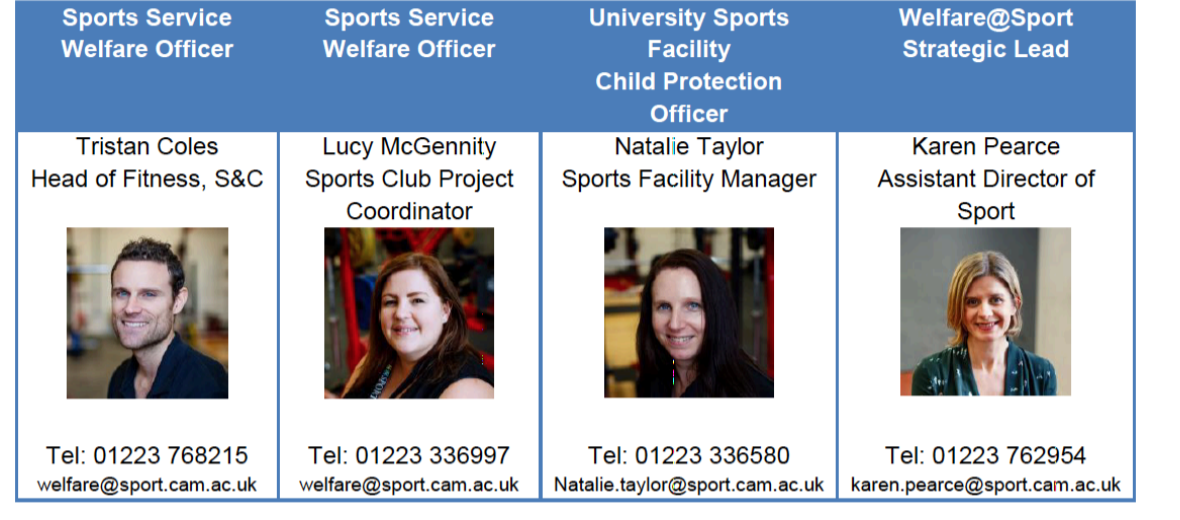 Sports Service
Welfare Officer
Sports Service
Welfare Officer
University Sports
Facility
Child Protection
Officer
Welfare@Sport
Strategic Lead
Tristan Coles
Head of Fitness, S&C
Lucy McGennity
Sports Club Project
Coordinator
Natalie Taylor
Sports Facility Manager
Karen Pearce
Assistant Director of
Sport
Tel: 01223 768215
welfare@sport.cam.ac.uk
Tel: 01223 336997
welfare@sport.cam.ac.uk
Tel: 01223 336580
Natalie.taylor@sport.cam.ac.uk
Tel: 01223 762954
karen.pearce@sport.cam.ac.uk